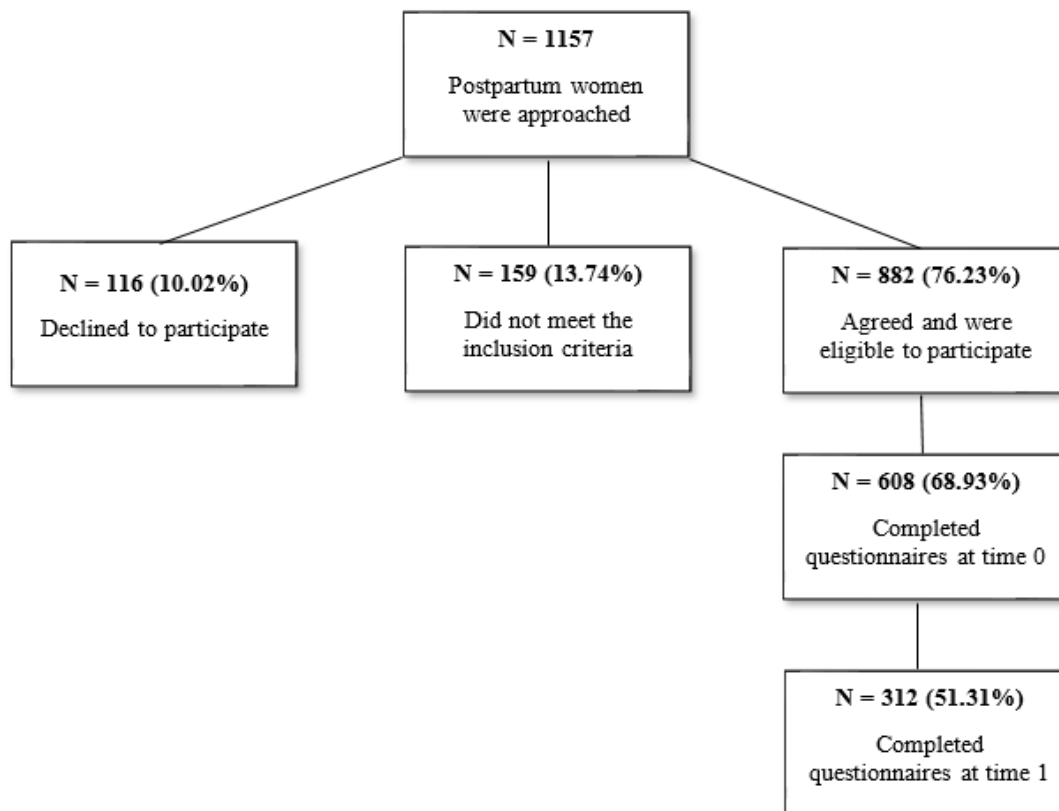 N = 1157
Postpartum women
were approached
N = 116 (10.02%)
Declined to participate
N = 159 (13.74%)
Did not meet the
inclusion criteria
N = 882 (76.23%)
Agreed and were
eligible to participate
N = 608 (68.93%)
Completed
questionnaires at time 0
N = 312 (51.31%)
Completed
questionnaires at time 1